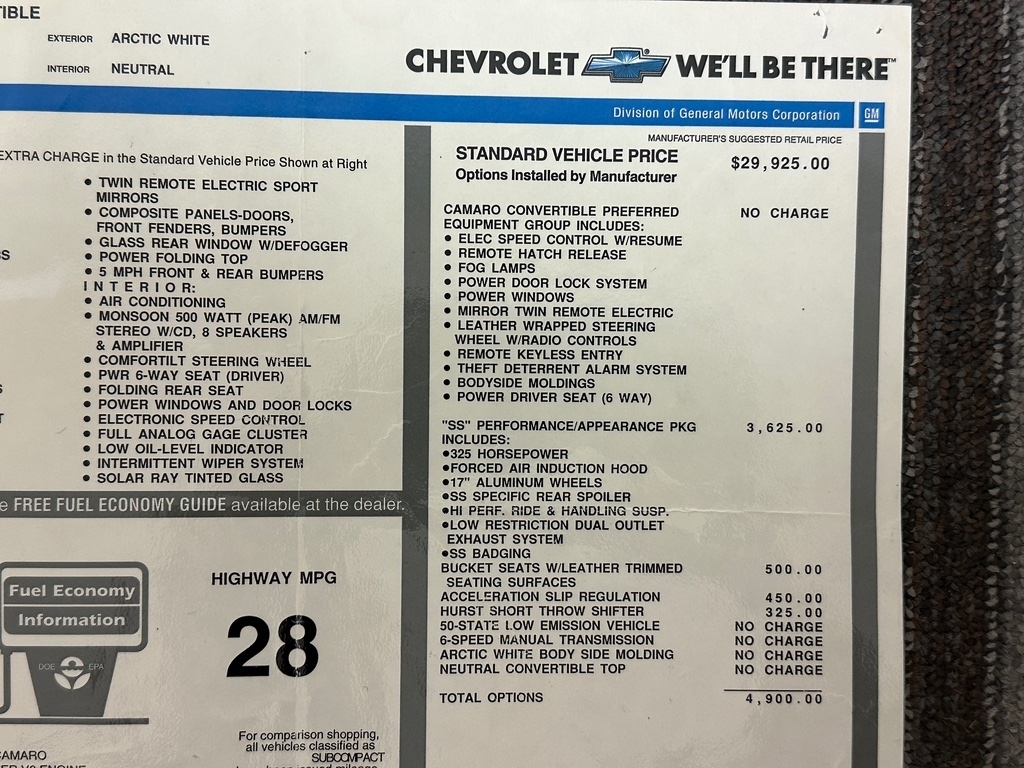 IBLE
EXTERIOR ARCTIC WHITE
INTERIOR NEUTRAL
CHEVROLET WE'LL BE THERE™
Division of General Motors Corporation GM
EXTRA CHARGE in the Standard Vehicle Price Shown at Right
• TWIN REMOTE ELECTRIC SPORT
MIRRORS
• COMPOSITE PANELS-DOORS,
FRONT FENDERS, BUMPERS
• GLASS REAR WINDOW W/DEFOGGER
• POWER FOLDING TOP
• 5 MPH FRONT & REAR BUMPERS
INTERIOR:
• AIR CONDITIONING
• MONSOON 500 WATT (PEAK) AM/FM
STEREO W/CD, 8 SPEAKERS
& AMPLIFIER
• COMFORTILT STEERING WHEEL
• PWR 6-WAY SEAT (DRIVER)
• FOLDING REAR SEAT
• POWER WINDOWS AND DOOR LOCKS
• ELECTRONIC SPEED CONTROL
• FULL ANALOG GAGE CLUSTER
• LOW OIL-LEVEL INDICATOR
• INTERMITTENT WIPER SYSTEM
• SOLAR RAY TINTED GLASS
FREE FUEL ECONOMY GUIDE available at the dealer.
Fuel Economy
Information
DOE EPA
HIGHWAY MPG
28
For comparison shopping,
all vehicles classified as
SUBCOMPACT
CAMARO
MANUFACTURER'S SUGGESTED RETAIL PRICE
STANDARD VEHICLE PRICE $29,925.00
Options Installed by Manufacturer
CAMARO CONVERTIBLE PREFERRED NO CHARGE
EQUIPMENT GROUP INCLUDES:
• ELEC SPEED CONTROL W/RESUME
• REMOTE HATCH RELEASE
• FOG LAMPS
• POWER DOOR LOCK SYSTEM
• POWER WINDOWS
• MIRROR TWIN REMOTE ELECTRIC
• LEATHER WRAPPED STEERING
WHEEL W/RADIO CONTROLS
• REMOTE KEYLESS ENTRY
• THEFT DETERRENT ALARM SYSTEM
• BODYSIDE MOLDINGS
• POWER DRIVER SEAT (6 WAY)
"SS" PERFORMANCE/APPEARANCE PKG 3,625.00
INCLUDES:
•325 HORSEPOWER
•FORCED AIR INDUCTION HOOD
•17" ALUMINUM WHEELS
•SS SPECIFIC REAR SPOILER
•HI PERF. RIDE & HANDLING SUSP.
•LOW RESTRICTION DUAL OUTLET
EXHAUST SYSTEM
•SS BADGING
BUCKET SEATS W/LEATHER TRIMMED 500.00
SEATING SURFACES
ACCELERATION SLIP REGULATION 450.00
HURST SHORT THROW SHIFTER 325.00
50-STATE LOW EMISSION VEHICLE NO CHARGE
6-SPEED MANUAL TRANSMISSION NO CHARGE
ARCTIC WHITE BODY SIDE MOLDING NO CHARGE
NEUTRAL CONVERTIBLE TOP NO CHARGE
TOTAL OPTIONS 4,900.00